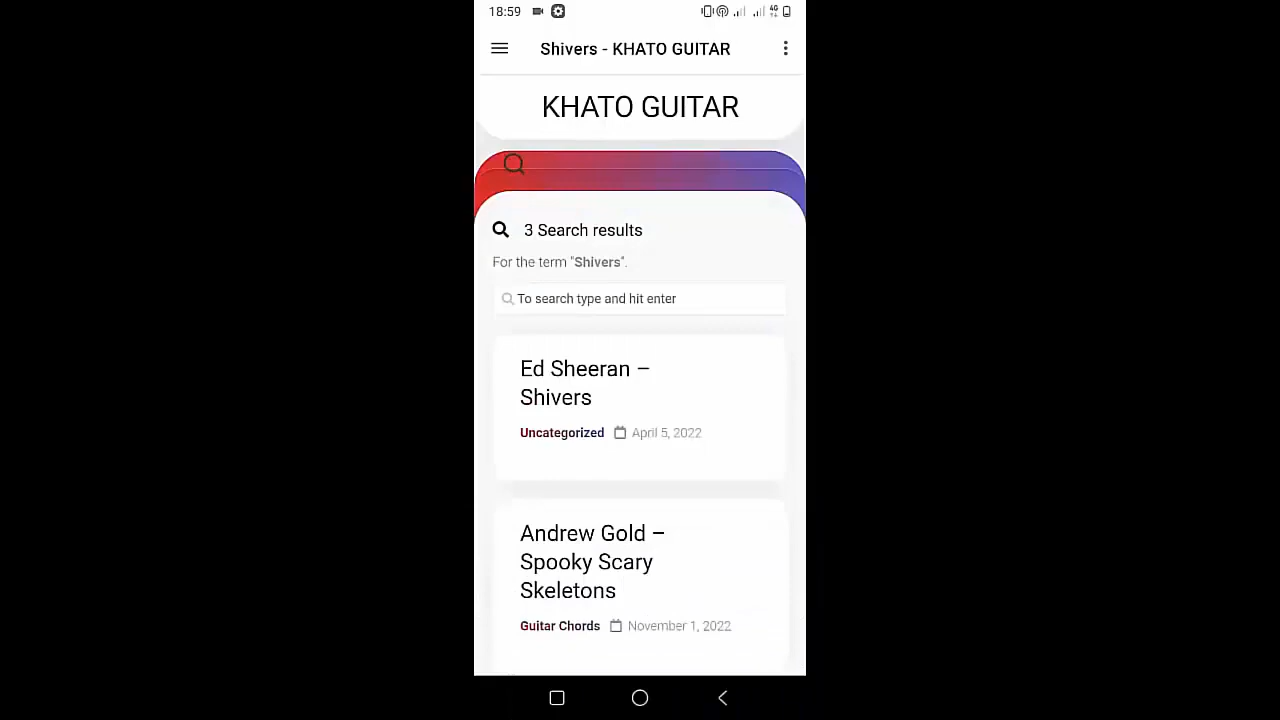 18:59 4G
Shivers - KHATO GUITAR
KHATO GUITAR
3 Search results
For the term "Shivers".
To search type and hit enter
Ed Sheeran –
Shivers
Uncategorized April 5, 2022
Andrew Gold –
Spooky Scary
Skeletons
Guitar Chords November 1, 2022